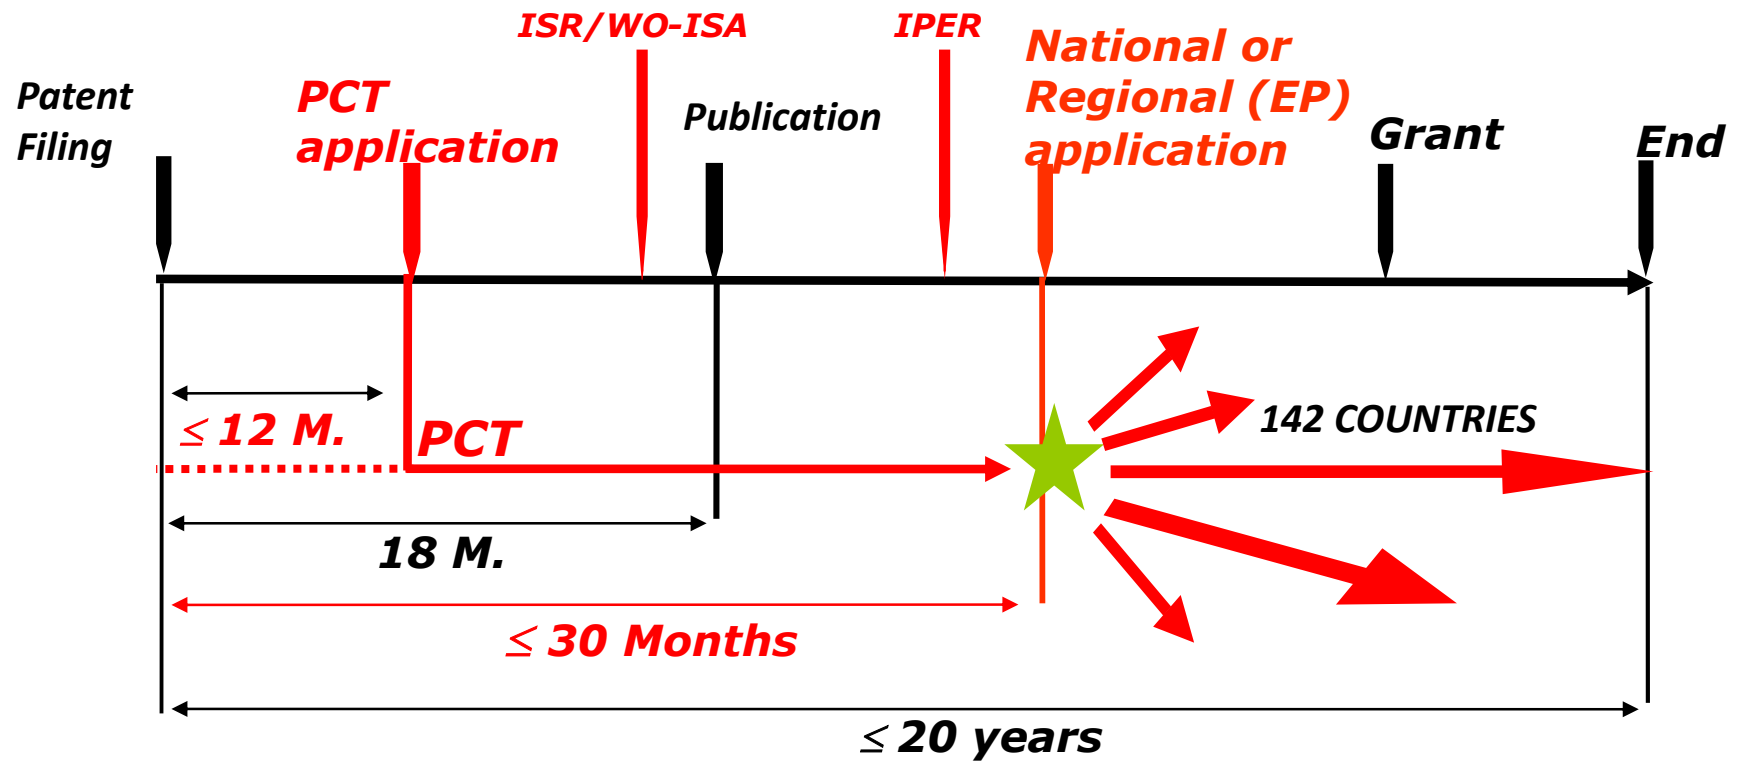 ISR/WO-ISA
IPER
Patent
Filing
PCT
application
Publication
National or
Regional (EP)
application
Grant
End
≤ 12 M.
PCT
142 COUNTRIES
18 M.
≤ 30 Months
≤ 20 years